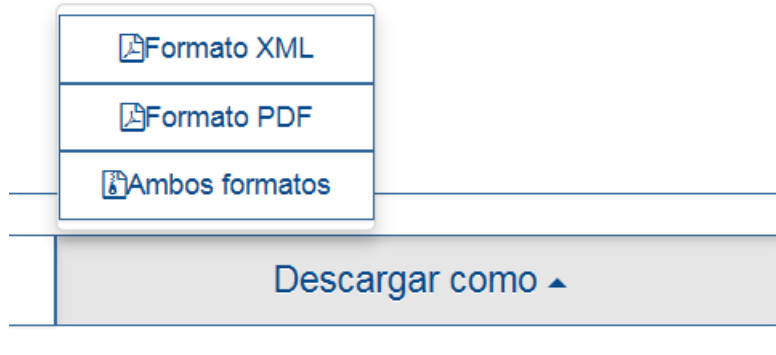 Formato XML
Formato PDF
Ambos formatos
Descargar como